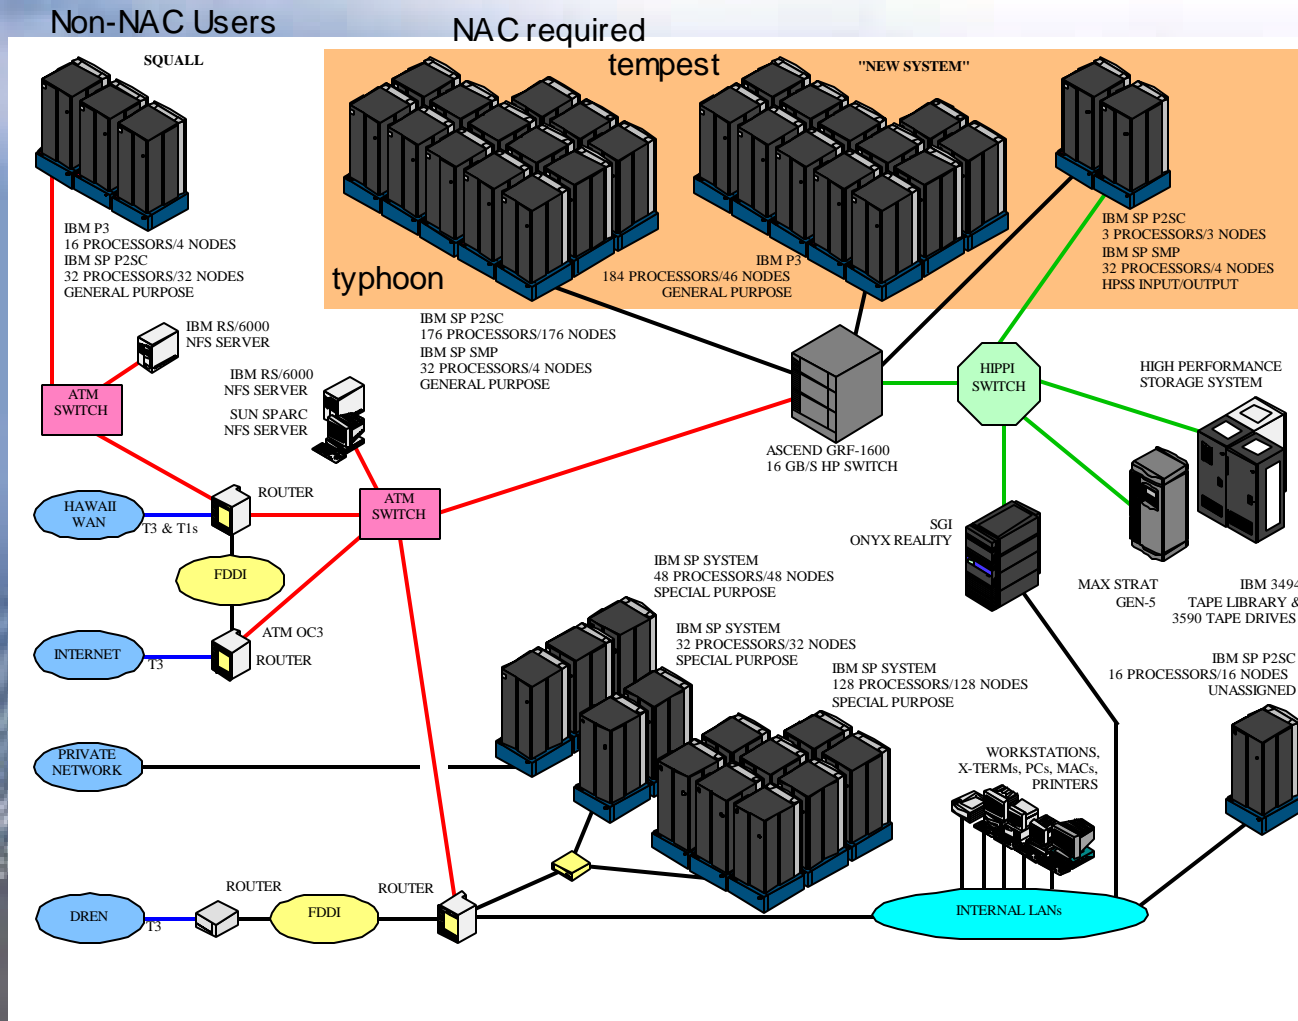 Non-NAC Users
NAC required
SQUALL
tempest
"NEW SYSTEM"
IBM P3
16 PROCESSORS/4 NODES
IBM SP P2SC
32 PROCESSORS/32 NODES
GENERAL PURPOSE
typhoon
IBM P3
184 PROCESSORS/46 NODES
GENERAL PURPOSE
IBM SP P2SC
3 PROCESSORS/3 NODES
IBM SP SMP
32 PROCESSORS/4 NODES
HPSS INPUT/OUTPUT
IBM SP P2SC
176 PROCESSORS/176 NODES
IBM SP SMP
32 PROCESSORS/4 NODES
GENERAL PURPOSE
IBM RS/6000
NFS SERVER
IBM RS/6000
NFS SERVER
SUN SPARC
NFS SERVER
ATM
SWITCH
HIPPI
SWITCH
HIGH PERFORMANCE
STORAGE SYSTEM
ASCEND GRF-1600
16 GB/S HP SWITCH
ROUTER
ATM
SWITCH
HAWAII
WAN
T3 & T1s
SGI
ONYX REALITY
FDDI
IBM SP SYSTEM
48 PROCESSORS/48 NODES
SPECIAL PURPOSE
MAX STRAT
GEN-5
IBM 3494
TAPE LIBRARY &
3590 TAPE DRIVES
ATM OC3
ROUTER
INTERNET
T3
IBM SP SYSTEM
32 PROCESSORS/32 NODES
SPECIAL PURPOSE
IBM SP SYSTEM
128 PROCESSORS/128 NODES
SPECIAL PURPOSE
IBM SP P2SC
16 PROCESSORS/16 NODES
UNASSIGNED
PRIVATE
NETWORK
WORKSTATIONS,
X-TERMs, PCs, MACs,
PRINTERS
ROUTER
ROUTER
DREN
T3
FDDI
INTERNAL LANs